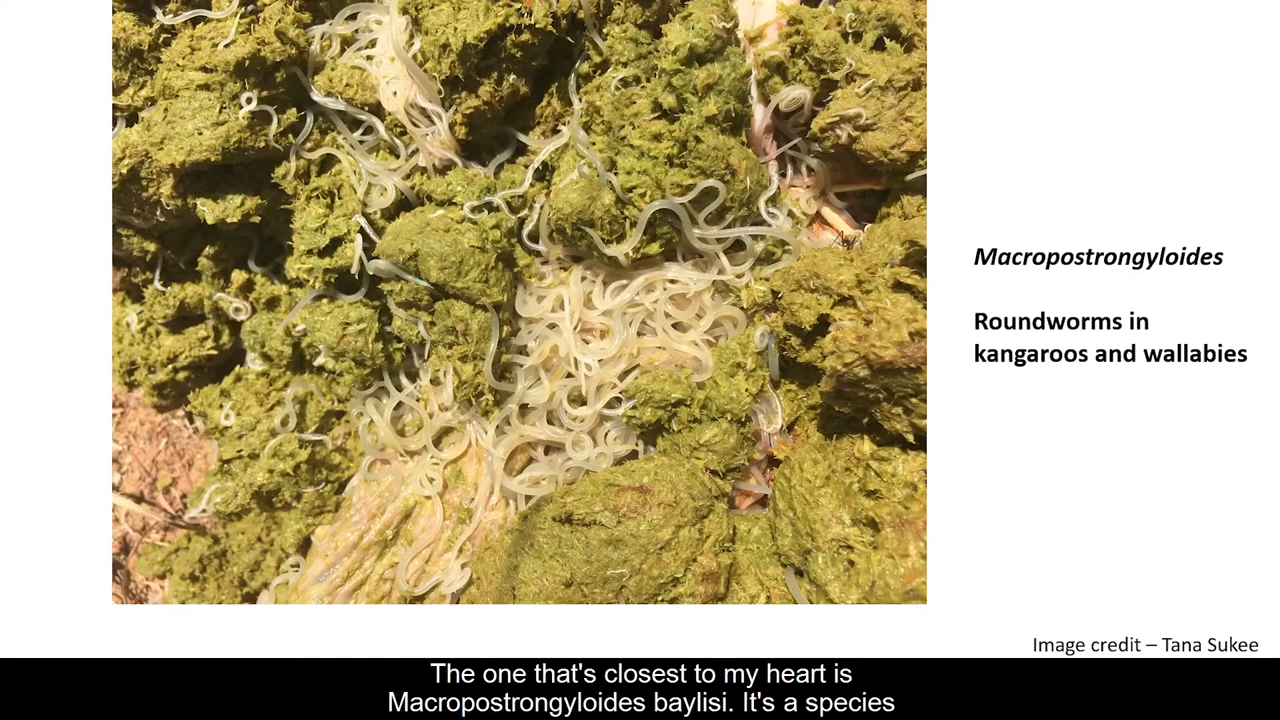 Macropostrongyloides
Roundworms in
kangaroos and wallabies
Image credit – Tana Sukee
The one that's closest to my heart is
Macropostrongyloides baylisi. It's a species